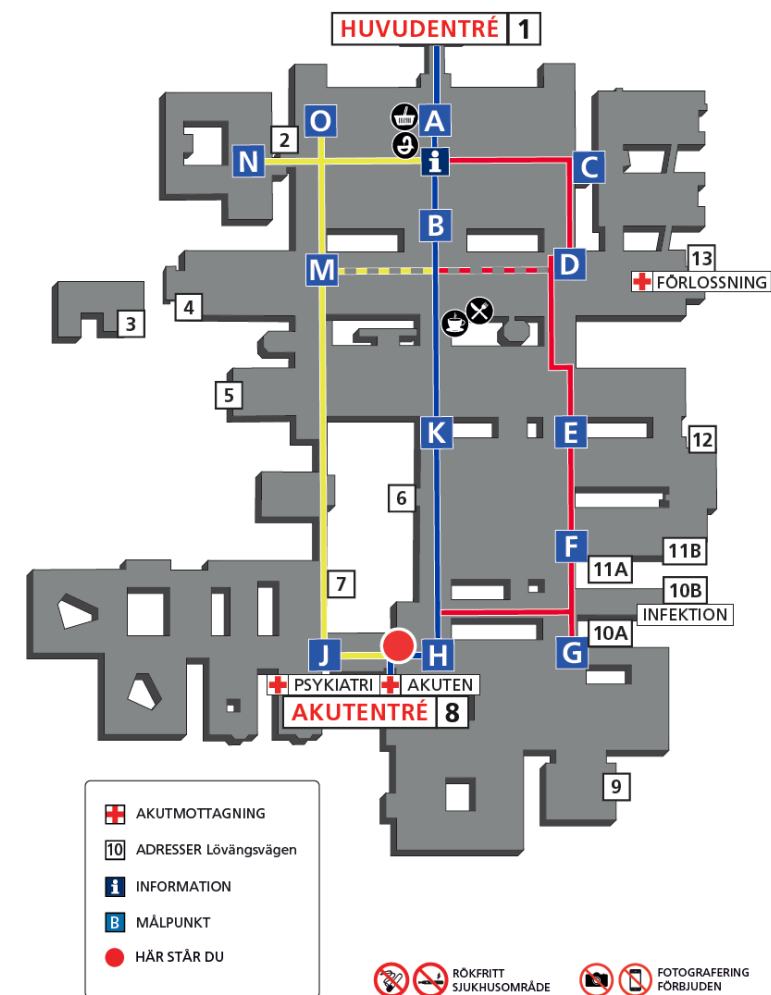 HUVUDENTRÉ 1
O
A
2
N
i
C
B
13
M
D
FÖRLOSSNING
4
3
5
K
E
12
6
F
11B
11A
7
10B
INFEKTION
10A
J
H
G
PSYKIATRI
AKUTEN
AKUTENTRÉ 8
9
AKUTMOTTAGNING
10 ADRESSER Lövängsvägen
i INFORMATION
B MÅLPUNKT
HÄR STÅR DU
RÖKFRITT
SJUKHUSOMRÅDE
FOTOGRAFERING
FÖRBJUDEN